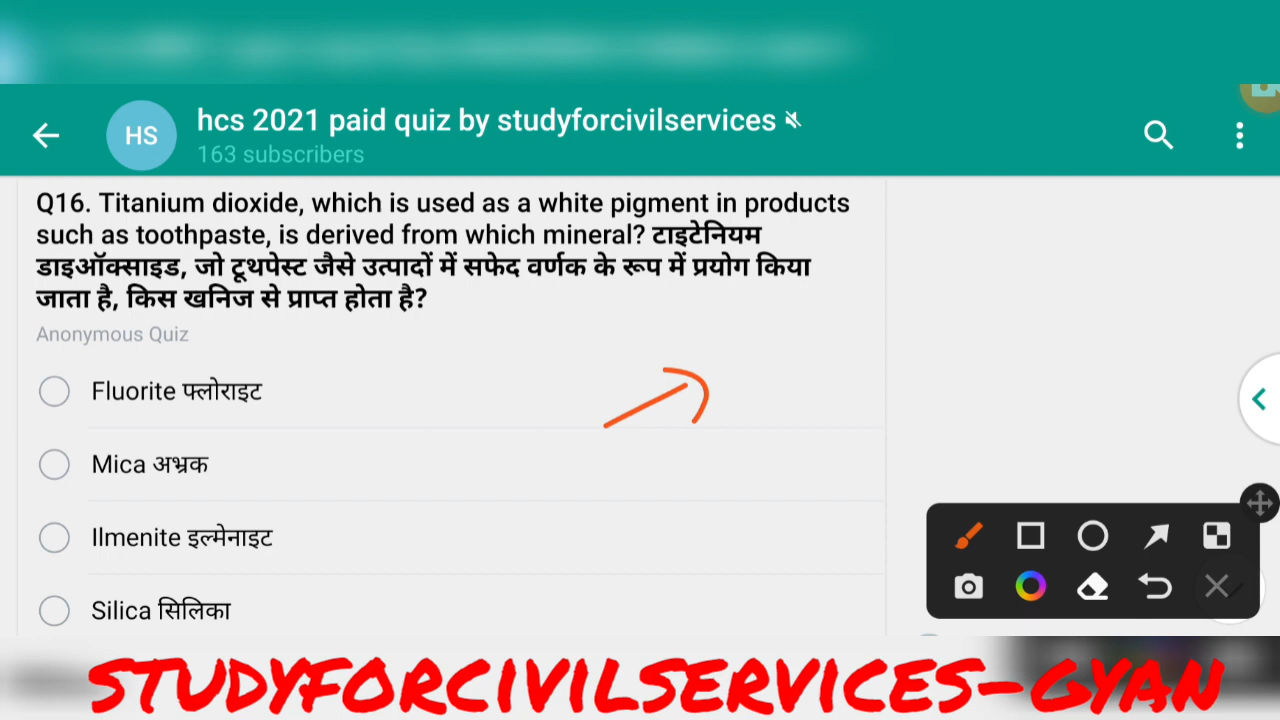 HS
hcs 2021 paid quiz by studyforcivilservices
163 subscribers
Q16. Titanium dioxide, which is used as a white pigment in products
such as toothpaste, is derived from which mineral? टाइटेनियम
डाइऑक्साइड, जो टूथपेस्ट जैसे उत्पादों में सफेद वर्णक के रूप में प्रयोग किया
जाता है, किस खनिज से प्राप्त होता है?
Anonymous Quiz
Fluorite फ्लोराइट
Mica अभ्रक
Ilmenite इल्मेनाइट
Silica सिलिका
STUDYFORCIVILSERVICES-GYAN